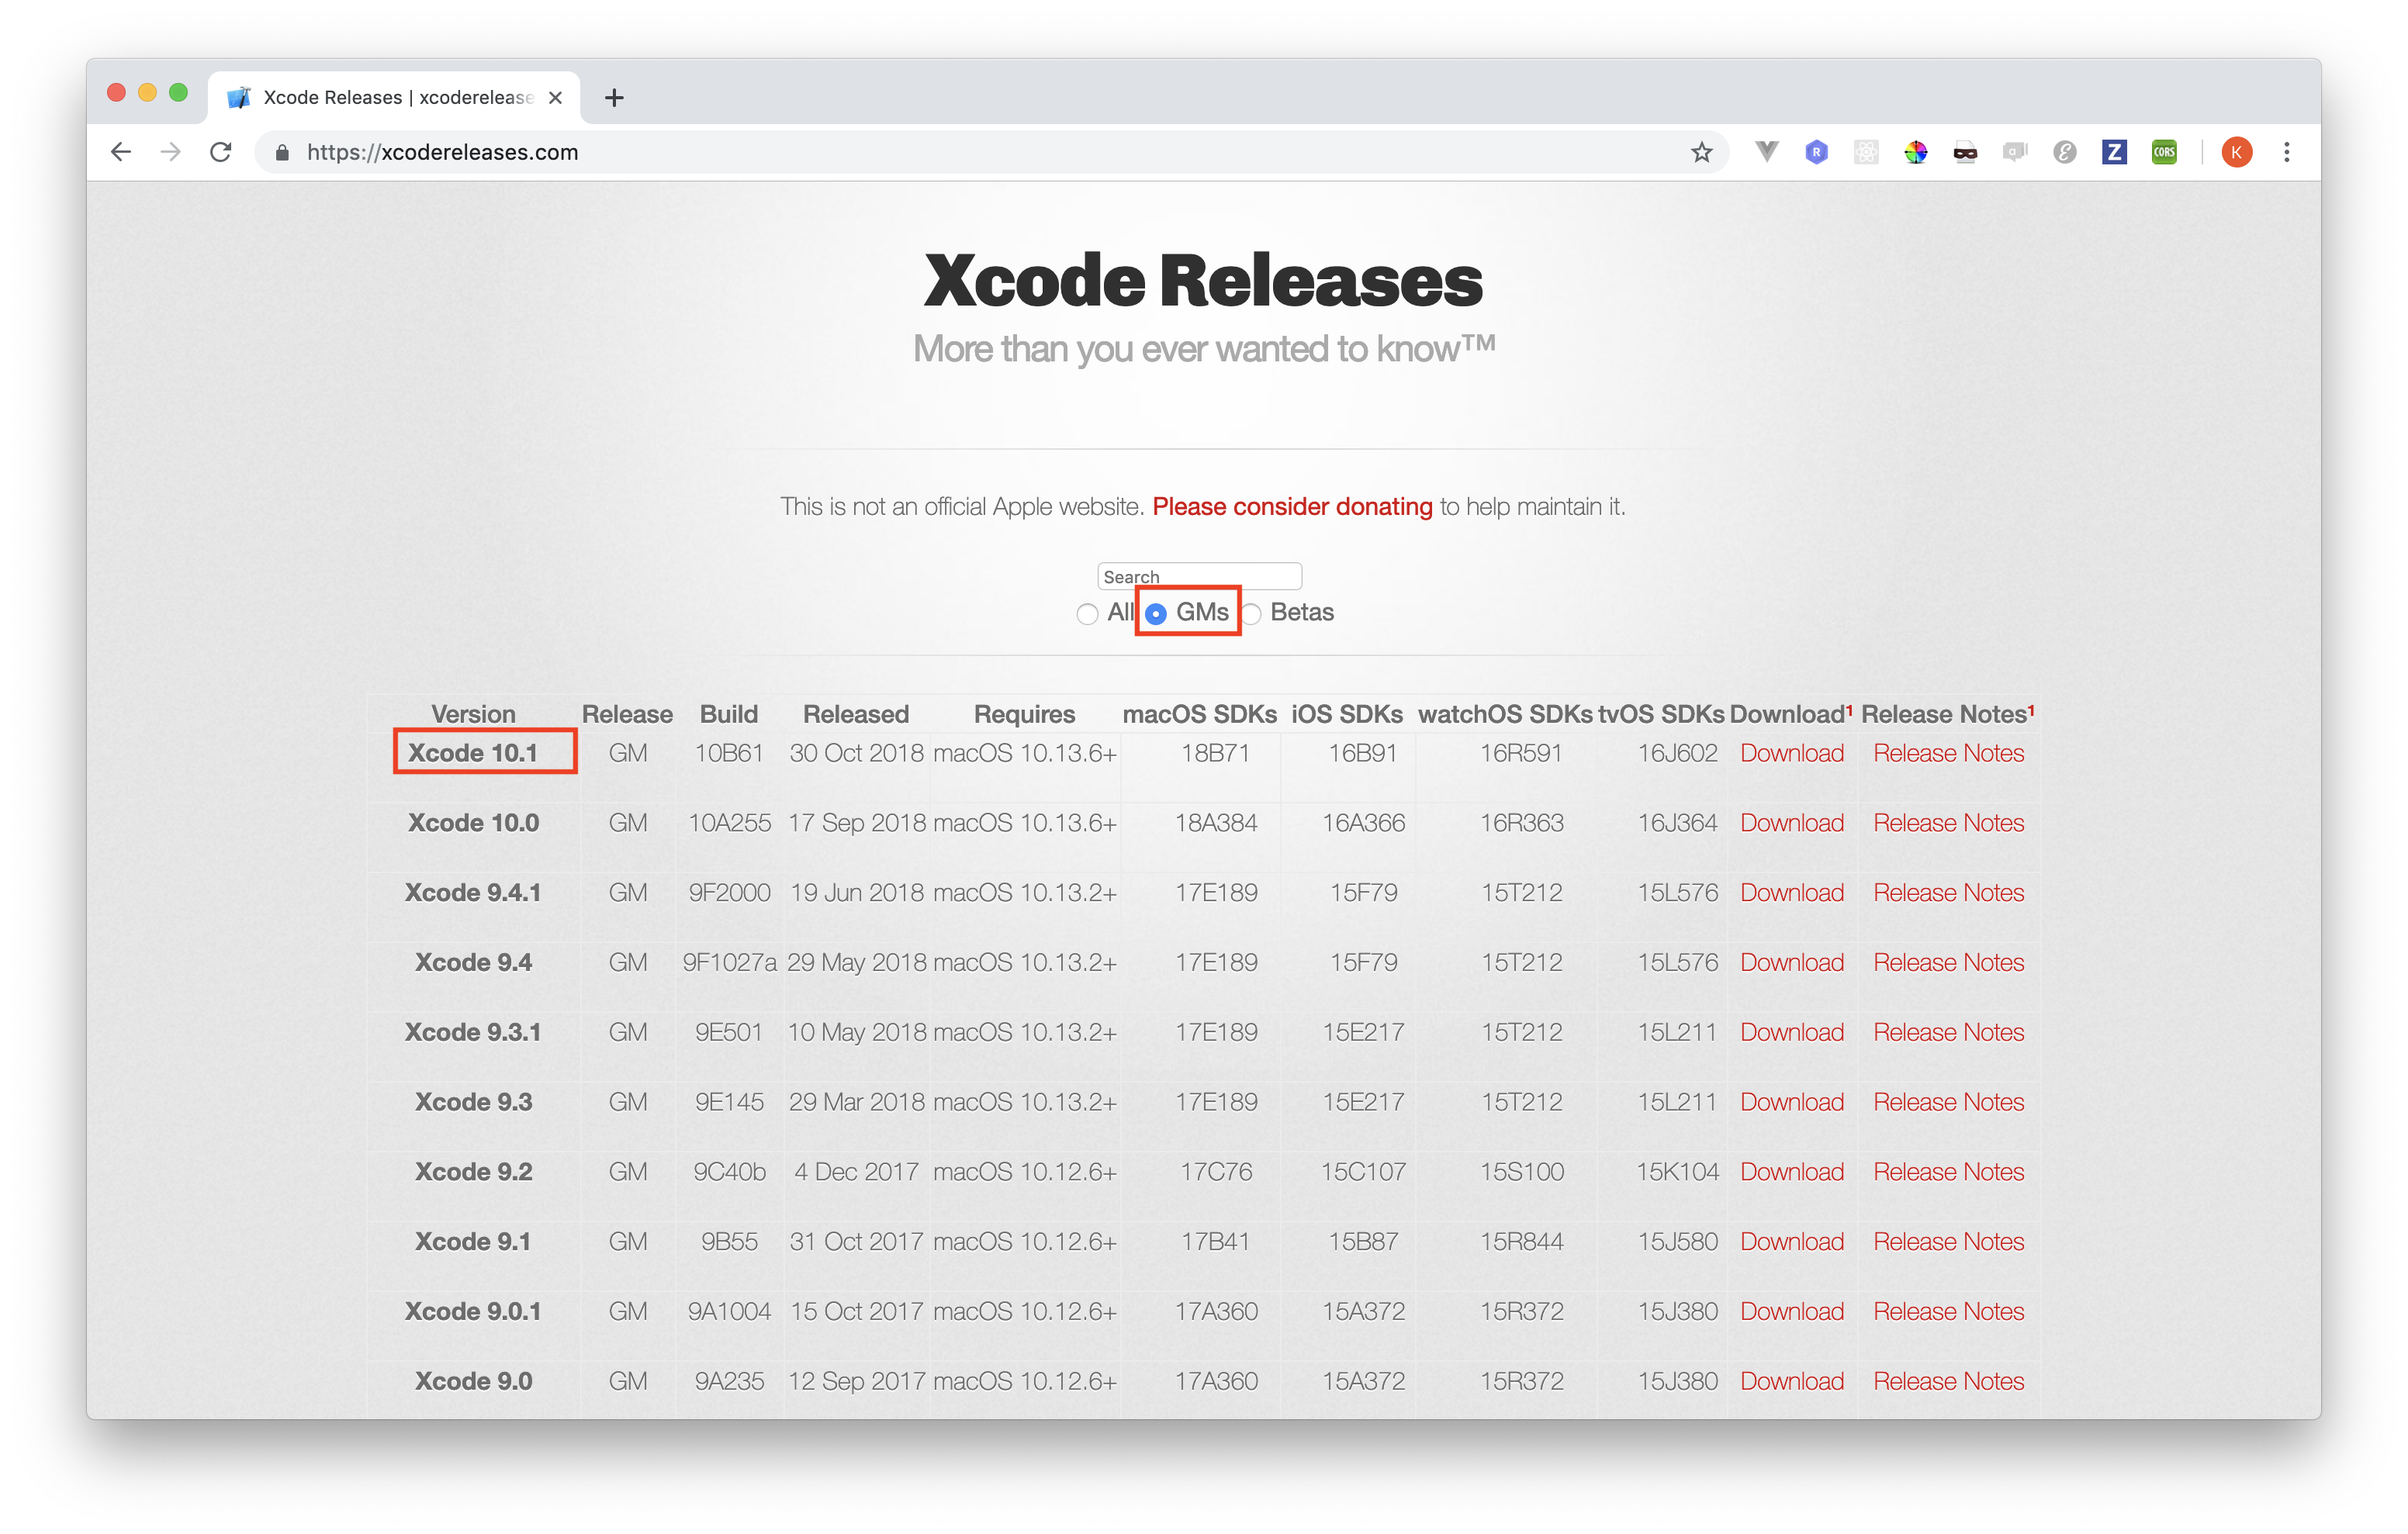 Xcode Releases | xcoderelease
https://xcodereleases.com
K
Xcode Releases
More than you ever wanted to know™
This is not an official Apple website. Please consider donating to help maintain it.
Search
All GMs Betas
Version Release Build Released Requires macOS SDKs iOS SDKs watchOS SDKs tvOS SDKs Download¹ Release Notes¹
Xcode 10.1 GM 10B61 30 Oct 2018 macOS 10.13.6+ 18B71 16B91 16R591 16J602 Download Release Notes
Xcode 10.0 GM 10A255 17 Sep 2018 macOS 10.13.6+ 18A384 16A366 16R363 16J364 Download Release Notes
Xcode 9.4.1 GM 9F2000 19 Jun 2018 macOS 10.13.2+ 17E189 15F79 15T212 15L576 Download Release Notes
Xcode 9.4 GM 9F1027a 29 May 2018 macOS 10.13.2+ 17E189 15F79 15T212 15L576 Download Release Notes
Xcode 9.3.1 GM 9E501 10 May 2018 macOS 10.13.2+ 17E189 15E217 15T212 15L211 Download Release Notes
Xcode 9.3 GM 9E145 29 Mar 2018 macOS 10.13.2+ 17E189 15E217 15T212 15L211 Download Release Notes
Xcode 9.2 GM 9C40b 4 Dec 2017 macOS 10.12.6+ 17C76 15C107 15S100 15K104 Download Release Notes
Xcode 9.1 GM 9B55 31 Oct 2017 macOS 10.12.6+ 17B41 15B87 15R844 15J580 Download Release Notes
Xcode 9.0.1 GM 9A1004 15 Oct 2017 macOS 10.12.6+ 17A360 15A372 15R372 15J380 Download Release Notes
Xcode 9.0 GM 9A235 12 Sep 2017 macOS 10.12.6+ 17A360 15A372 15R372 15J380 Download Release Notes